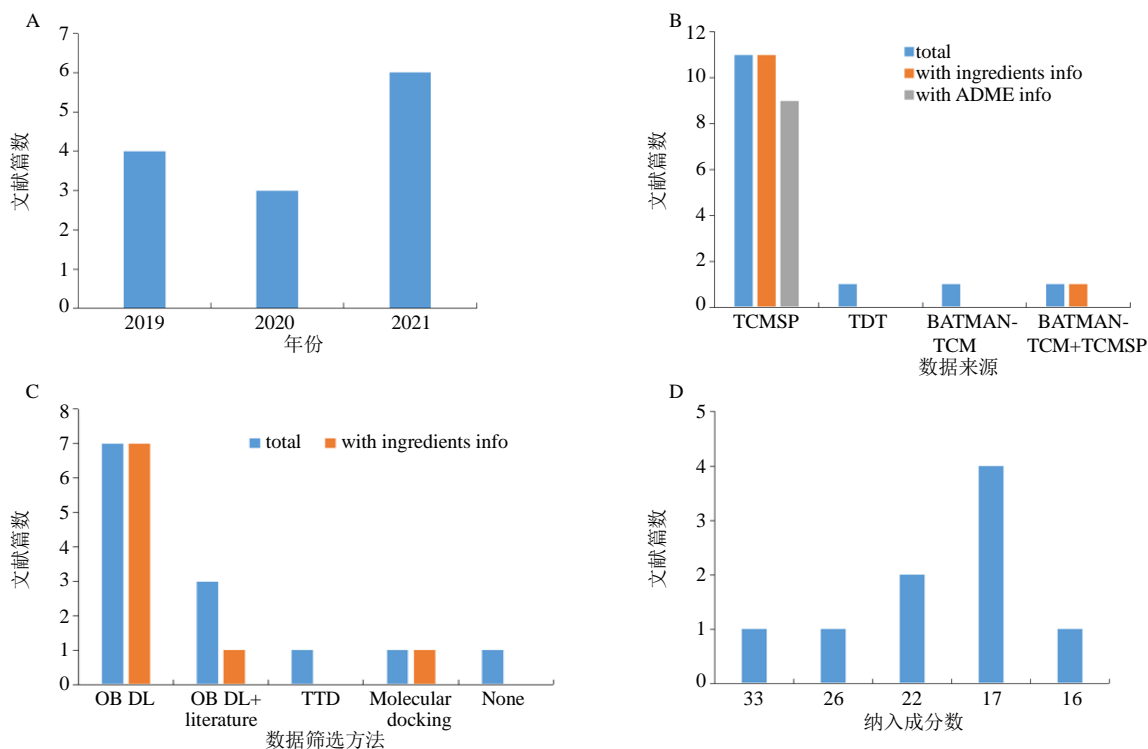 A
7
6
5
4
3
2
1
0
文献篇数
2019
2020
2021
年份
B
12
10
8
6
4
2
0
文献篇数
total
with ingredients info
with ADME info
TCMSP
TDT
BATMAN-
TCM
BATMAN-
TCM+TCMSP
数据来源
C
8
7
6
5
4
3
2
1
0
文献篇数
total
with ingredients info
OB DL
OB DL+
literature
TTD
Molecular
docking
None
数据筛选方法
D
5
4
3
2
1
0
文献篇数
33
26
22
17
16
纳入成分数